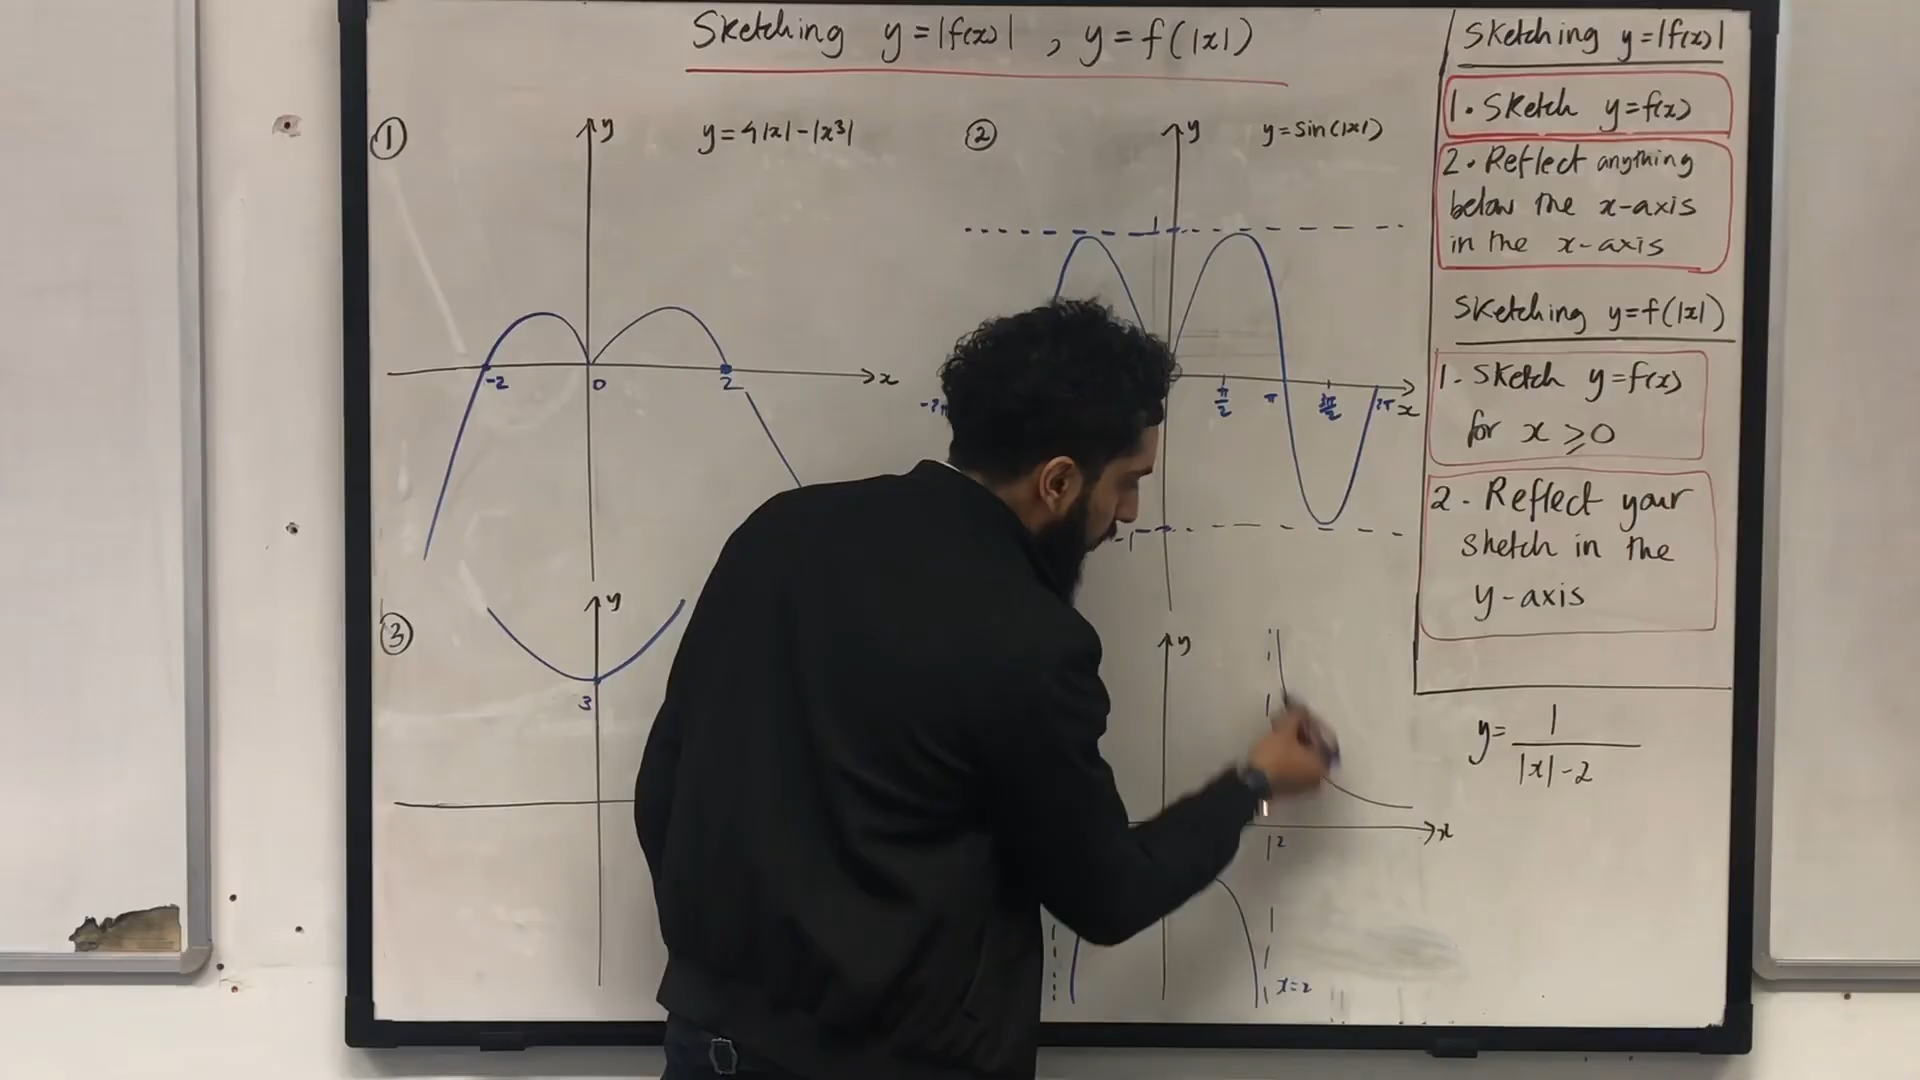 Sketching y=|f(x)| , y=f(|x|)
① y y=4|x|-|x³|
-2 0 2 x
② y y=sin(|x|)
1
π/2 π 3π/2 2π x
-1
③ y
3
y
2 x
x=2
Sketching y=|f(x)|
1. Sketch y=f(x)
2. Reflect anything
below the x-axis
in the x-axis
Sketching y=f(|x|)
1. Sketch y=f(x)
for x ⩾ 0
2. Reflect your
sketch in the
y-axis
y= 1
|x|-2